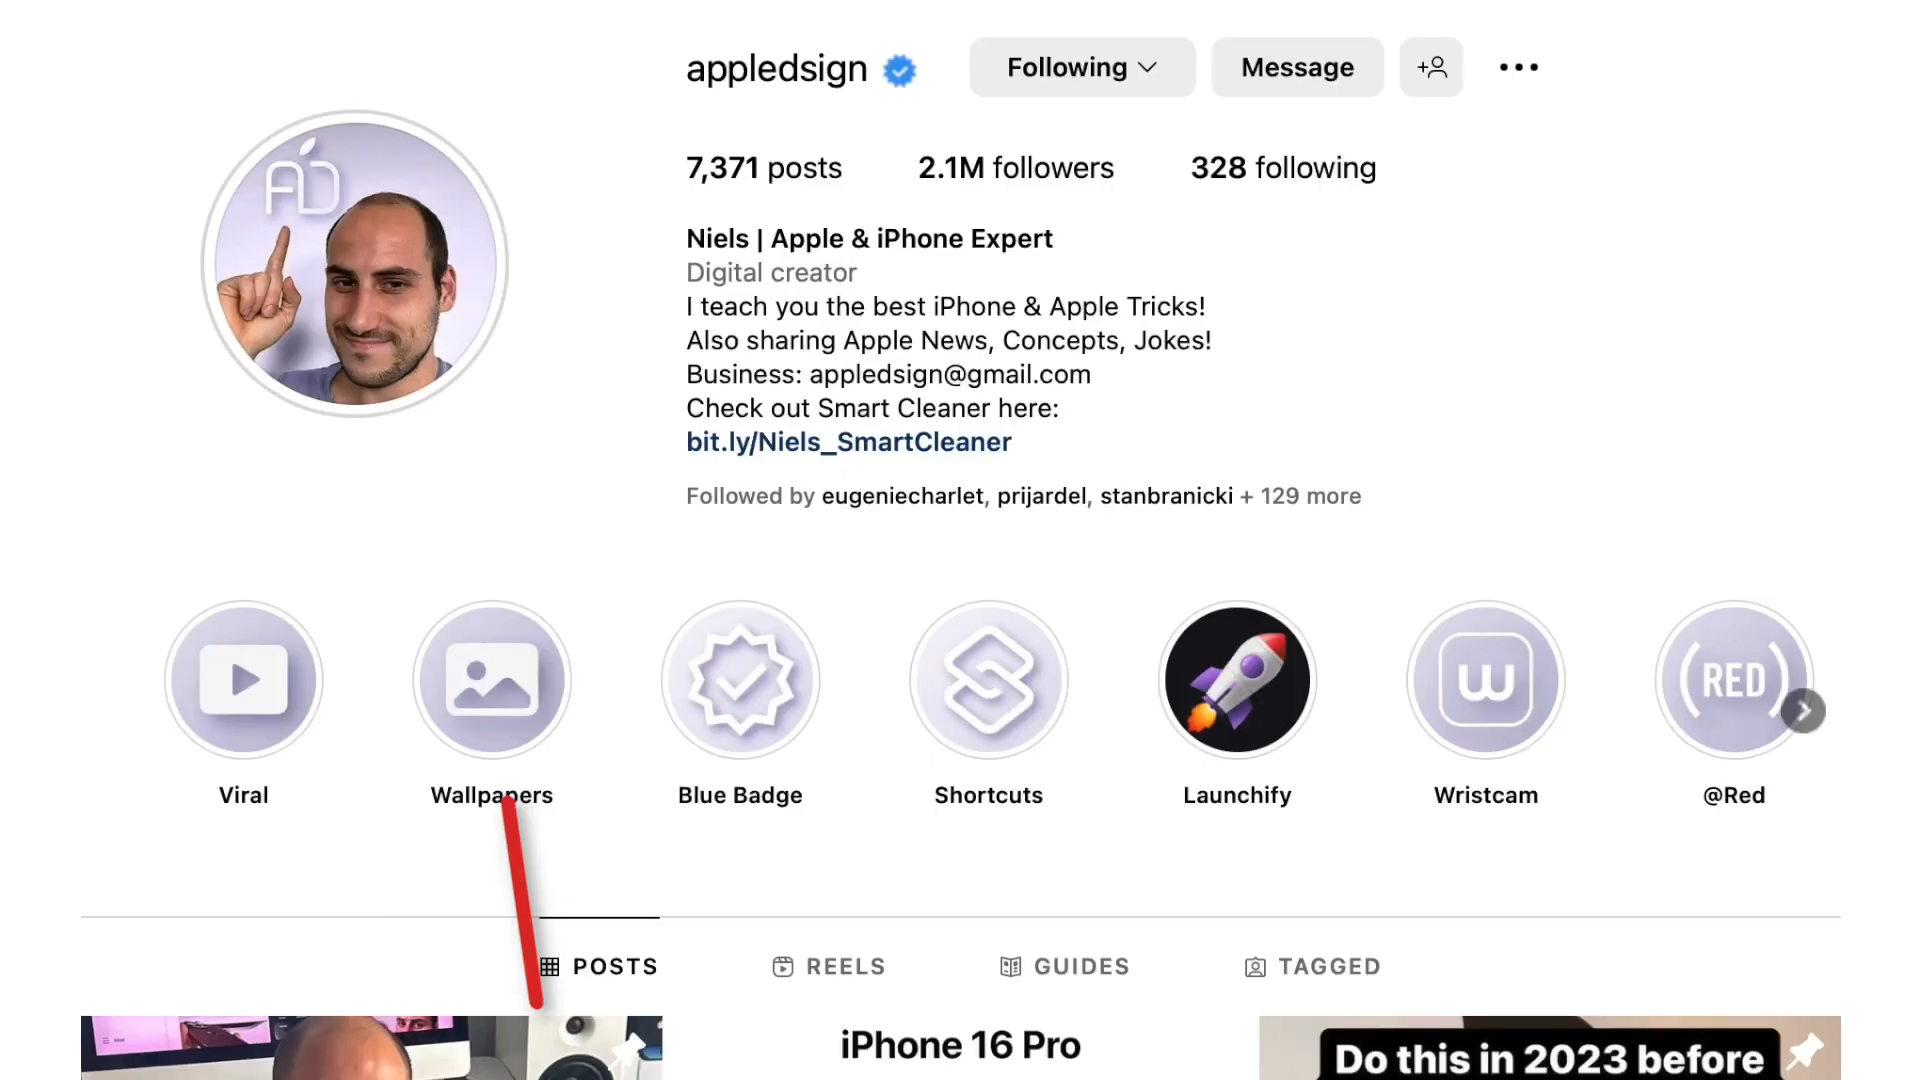 appledsign
Following
Message
7,371 posts
2.1M followers
328 following
Niels | Apple & iPhone Expert
Digital creator
I teach you the best iPhone & Apple Tricks!
Also sharing Apple News, Concepts, Jokes!
Business: appledsign@gmail.com
Check out Smart Cleaner here:
bit.ly/Niels_SmartCleaner
Followed by eugeniecharlet, prijardel, stanbranicki + 129 more
AD
w
(RED)
Viral
Wallpapers
Blue Badge
Shortcuts
Launchify
Wristcam
@Red
POSTS
REELS
GUIDES
TAGGED
iPhone 16 Pro
Do this in 2023 before